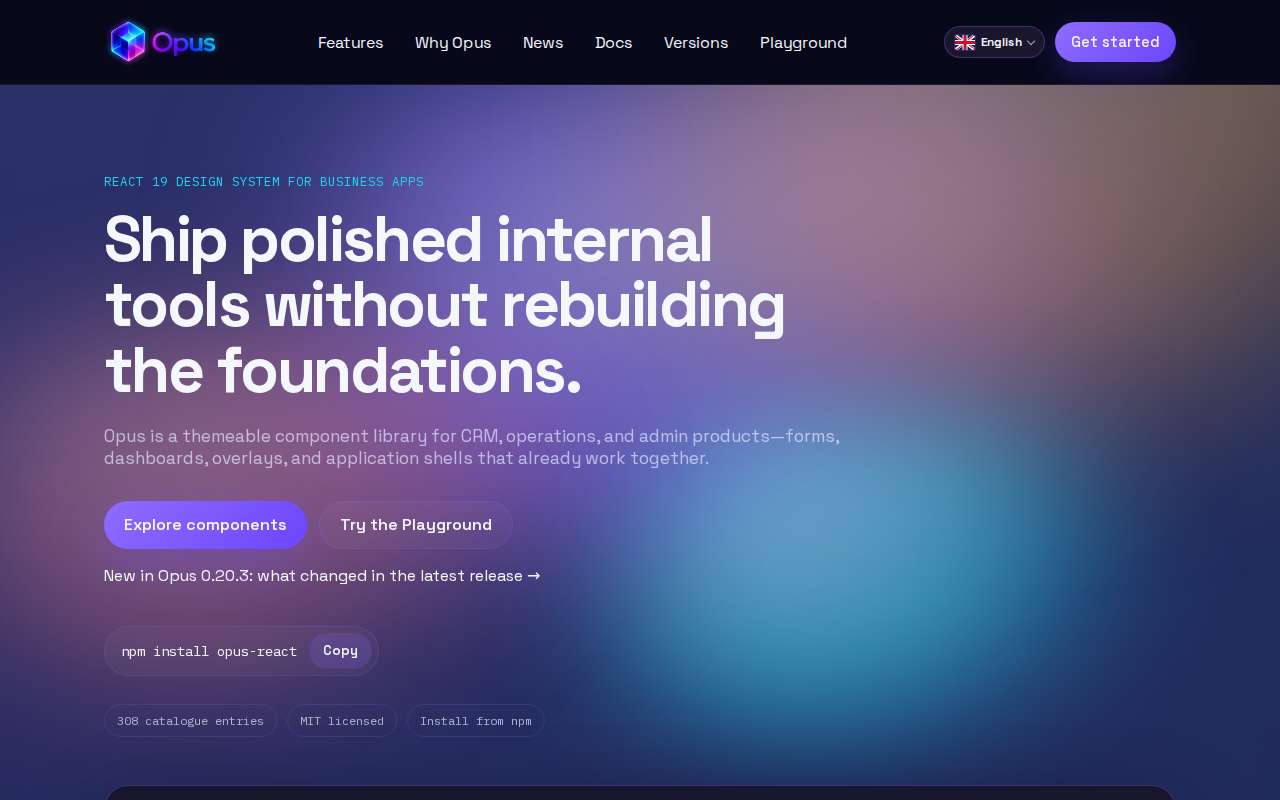 Opus
Features
Why Opus
News
Docs
Versions
Playground
English
Get started
REACT 19 DESIGN SYSTEM FOR BUSINESS APPS
Ship polished internal
tools without rebuilding
the foundations.
Opus is a themeable component library for CRM, operations, and admin products—forms,
dashboards, overlays, and application shells that already work together.
Explore components
Try the Playground
New in Opus 0.20.3: what changed in the latest release →
npm install opus-react
Copy
308 catalogue entries
MIT licensed
Install from npm